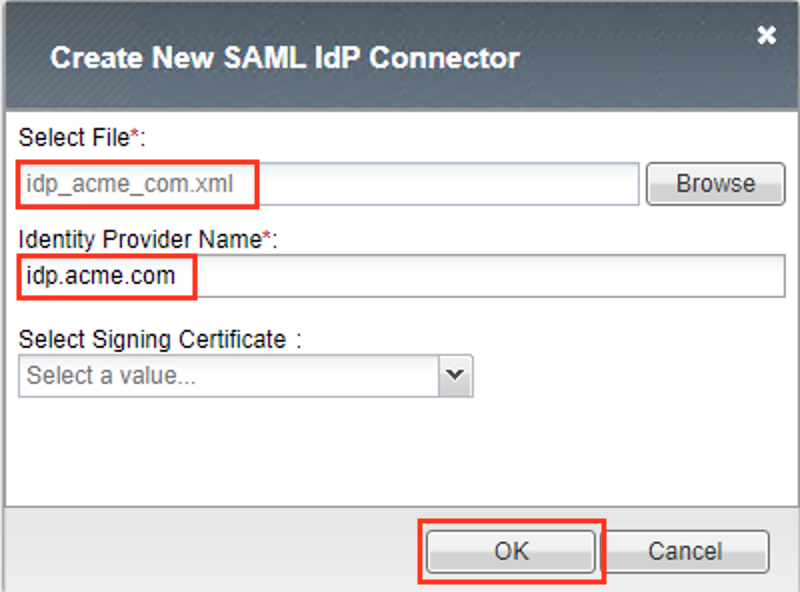 Create New SAML IdP Connector
Select File*:
idp_acme_com.xml
Browse
Identity Provider Name*:
idp.acme.com
Select Signing Certificate :
Select a value...
OK
Cancel